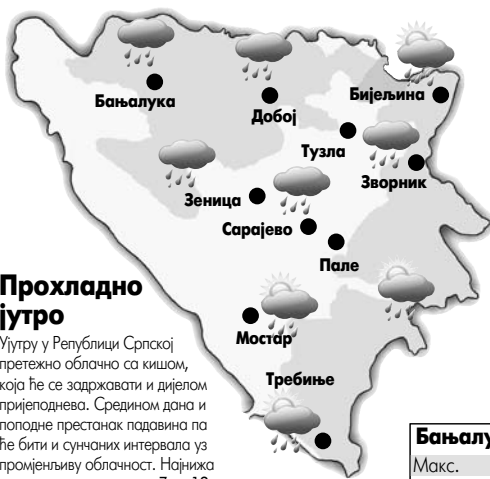 Бањалука
Добој
Бијељина
Тузла
Зворник
Зеница
Сарајево
Пале
Мостар
Требиње
Прохладно
јутро
Ујутру у Републици Српској
претежно облачно са кишом,
која ће се задржавати и дијелом
пријеподнева. Средином дана и
поподне престанак падавина па
ће бити и сунчаних интервала уз
промјенљиву облачност. Најнижа
Макс.